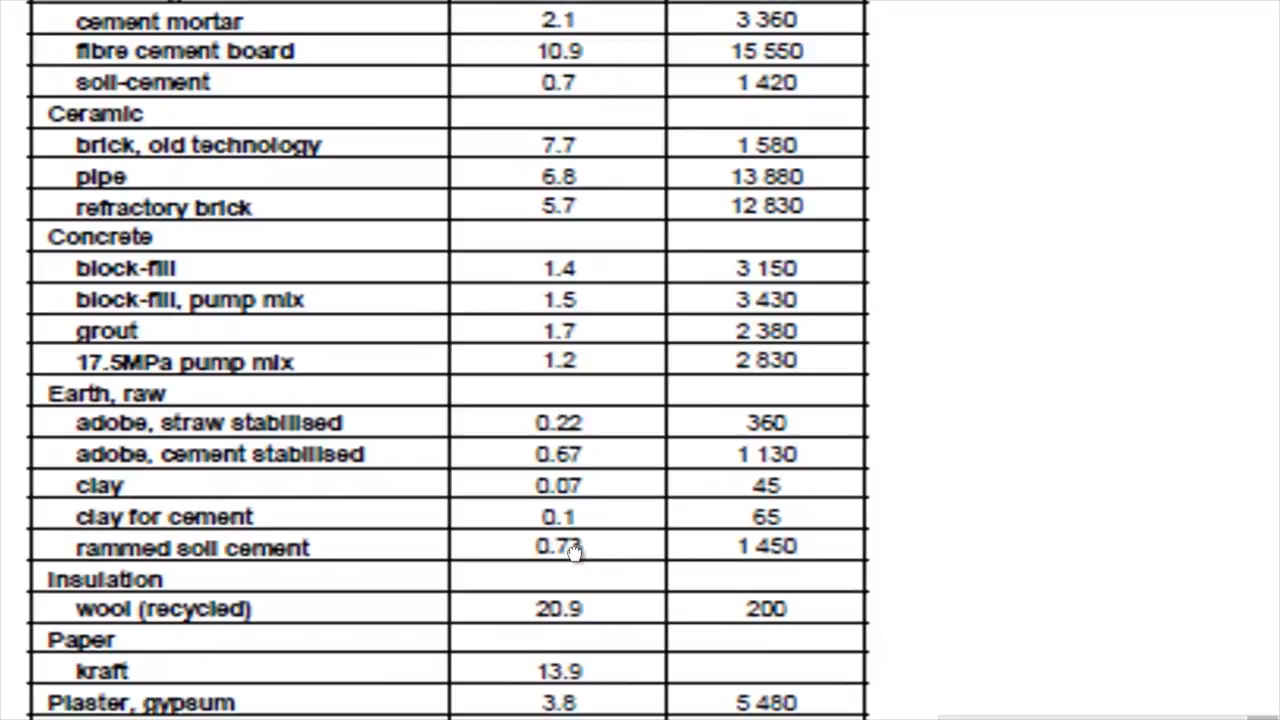 cement mortar 2.1 3 360
fibre cement board 10.9 15 550
soil-cement 0.7 1 420
Ceramic
brick, old technology 7.7 1 580
pipe 6.8 13 880
refractory brick 5.7 12 830
Concrete
block-fill 1.4 3 150
block-fill, pump mix 1.5 3 430
grout 1.7 2 380
17.5MPa pump mix 1.2 2 830
Earth, raw
adobe, straw stabilised 0.22 360
adobe, cement stabilised 0.67 1 130
clay 0.07 45
clay for cement 0.1 65
rammed soil cement 0.73 1 450
Insulation
wool (recycled) 20.9 200
Paper
kraft 13.9
Plaster, gypsum 3.8 5 480